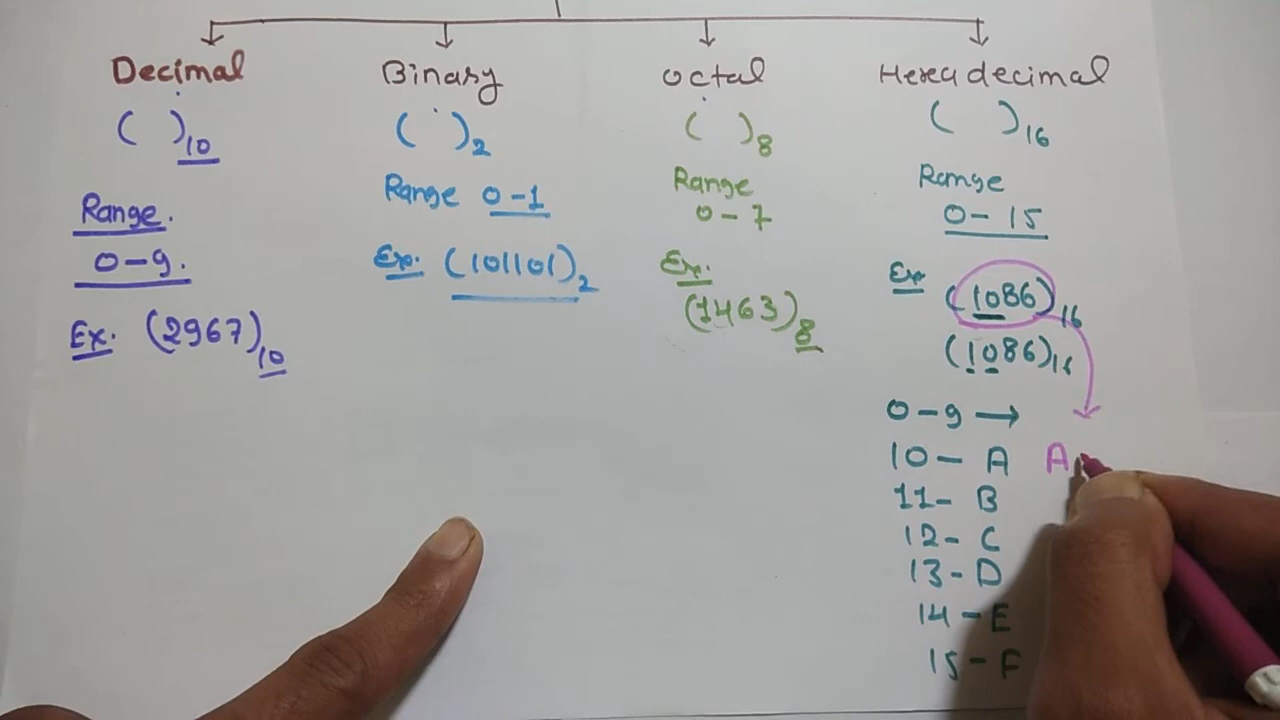 Decimal
( )10
Range.
0-9.
Ex. (2967)10
Binary
( )2
Range 0-1
Ex. (101101)2
octal
( )8
Range
0-7
Ex.
(1463)8
Hexadecimal
( )16
Range
0-15
Ex (1086)16
(1086)16
0-9 →
10- A A
11- B
12- C
13- D
14- E
15- F